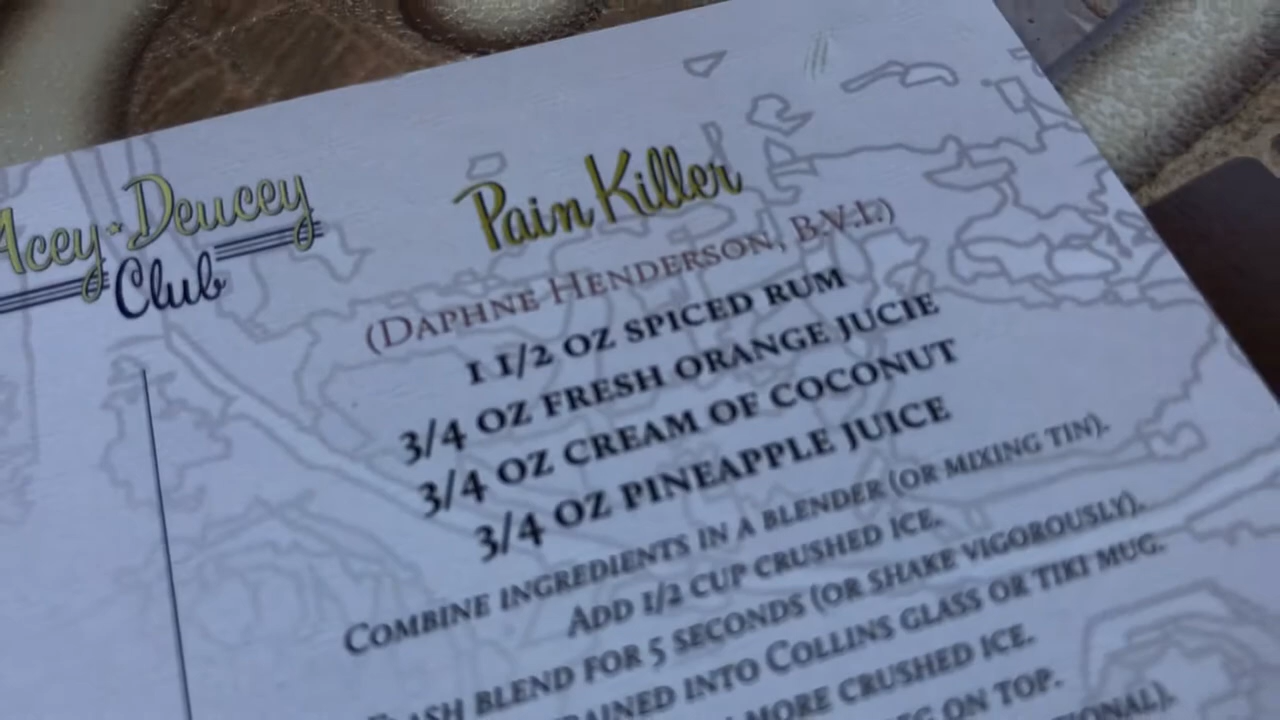 Acey Deucey
Club
Pain Killer
(DAPHNE HENDERSON, B.V.I.)
1 1/2 OZ SPICED RUM
3/4 OZ FRESH ORANGE JUCIE
3/4 OZ CREAM OF COCONUT
3/4 OZ PINEAPPLE JUICE
COMBINE INGREDIENTS IN A BLENDER (OR MIXING TIN).
ADD 1/2 CUP CRUSHED ICE.
BLEND FOR 5 SECONDS (OR SHAKE VIGOROUSLY).
INTO COLLINS GLASS OR TIKI MUG.
MORE CRUSHED ICE.
ON TOP.